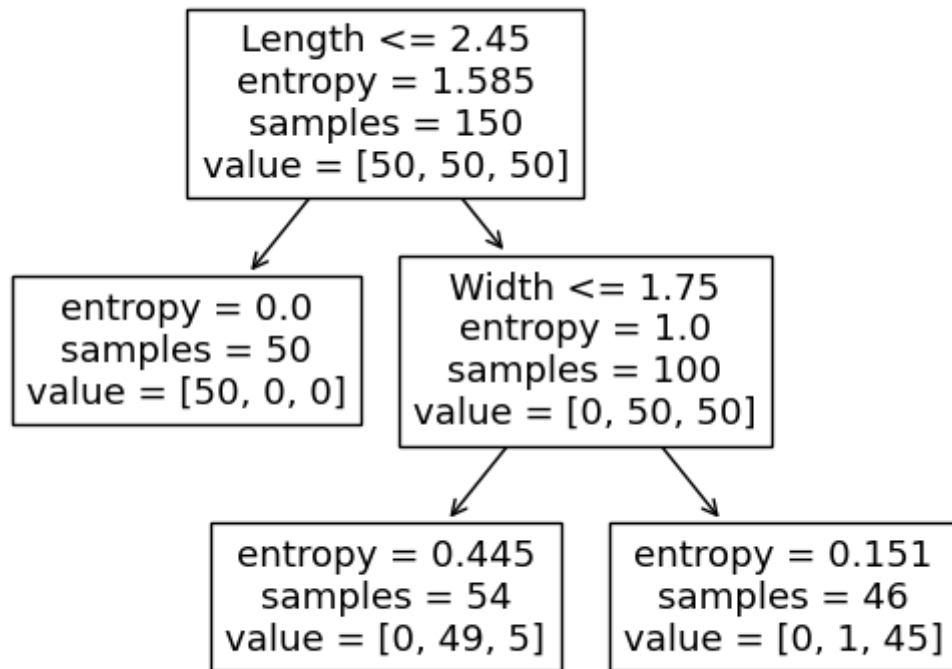 Length <= 2.45
entropy = 1.585
samples = 150
value = [50, 50, 50]
entropy = 0.0
samples = 50
value = [50, 0, 0]
Width <= 1.75
entropy = 1.0
samples = 100
value = [0, 50, 50]
entropy = 0.445
samples = 54
value = [0, 49, 5]
entropy = 0.151
samples = 46
value = [0, 1, 45]